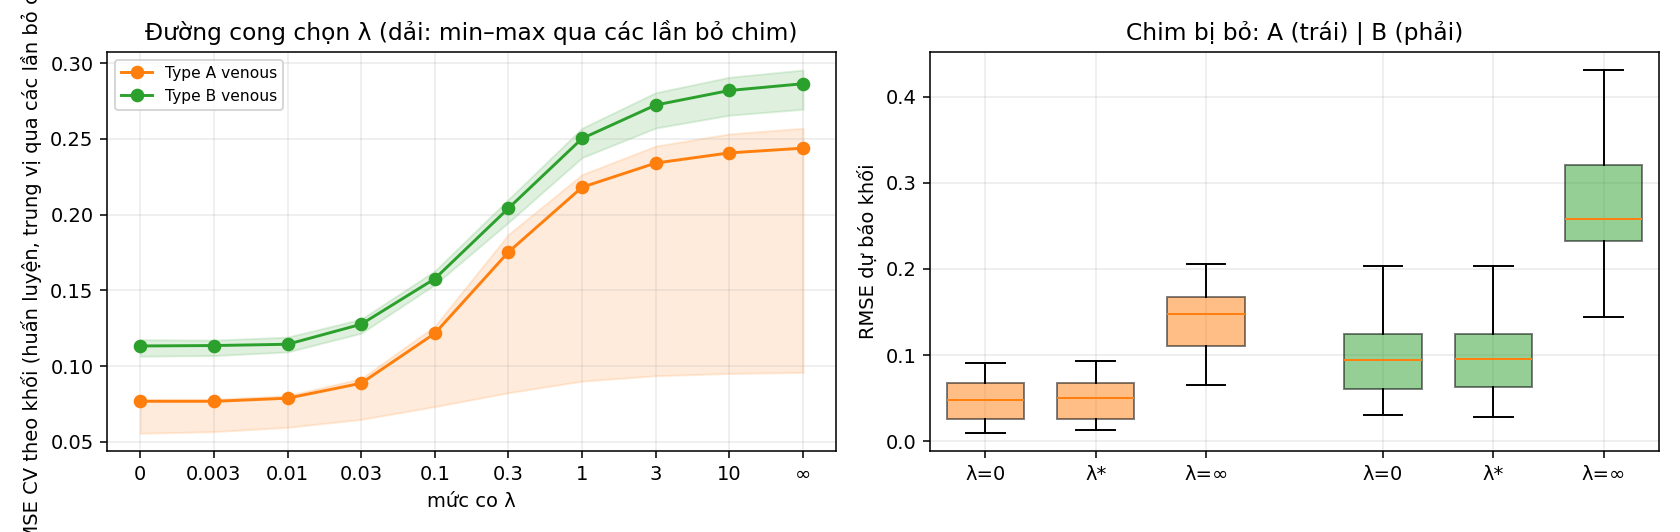 Đường cong chọn λ (dải: min–max qua các lần bỏ chim)
MSE CV theo khối (huấn luyện, trung vị qua các lần bỏ
0.30
0.25
0.20
0.15
0.10
0.05
Type A venous
Type B venous
0 0.003 0.01 0.03 0.1 0.3 1 3 10 ∞
mức co λ
Chim bị bỏ: A (trái) | B (phải)
RMSE dự báo khối
0.4
0.3
0.2
0.1
0.0
λ=0 λ* λ=∞ λ=0 λ* λ=∞